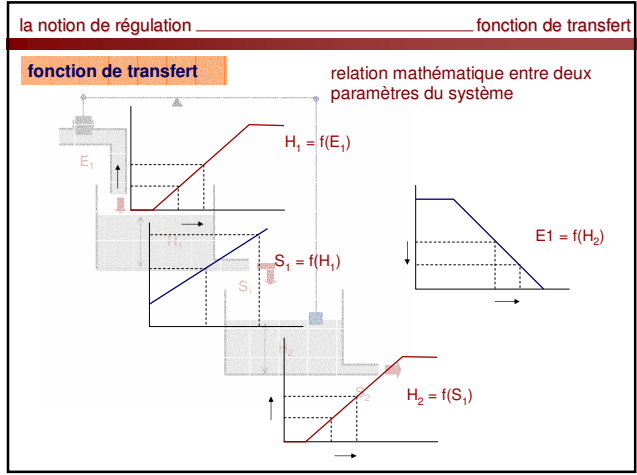 la notion de régulation fonction de transfert
fonction de transfert
relation mathématique entre deux
paramètres du système
H₁ = f(E₁)
E₁
H₁
S₁ = f(H₁)
S₁
E1 = f(H₂)
H₂
S₂
H₂ = f(S₁)